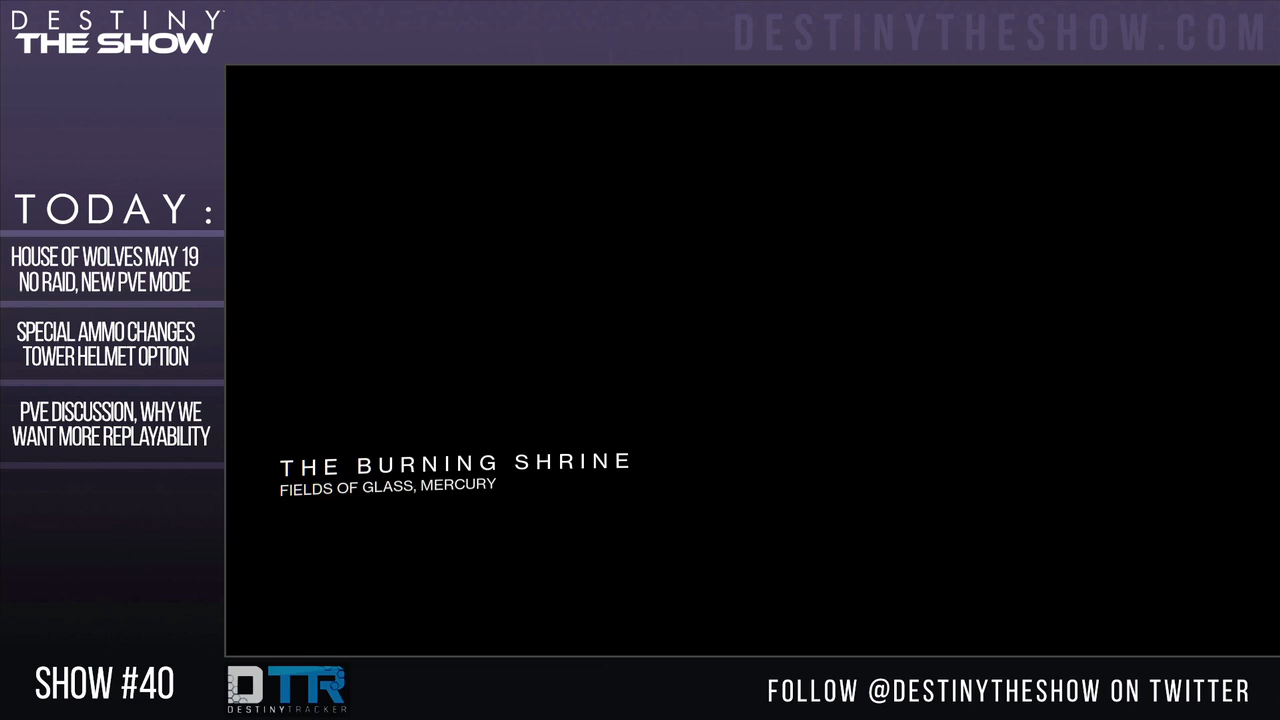 DESTINY
THE SHOW
DESTINYTHESHOW.COM
TODAY:
HOUSE OF WOLVES MAY 19
NO RAID, NEW PVE MODE
SPECIAL AMMO CHANGES
TOWER HELMET OPTION
PVE DISCUSSION, WHY WE
WANT MORE REPLAYABILITY
THE BURNING SHRINE
FIELDS OF GLASS, MERCURY
SHOW #40
DTR
DESTINYTRACKER
FOLLOW @DESTINYTHESHOW ON TWITTER